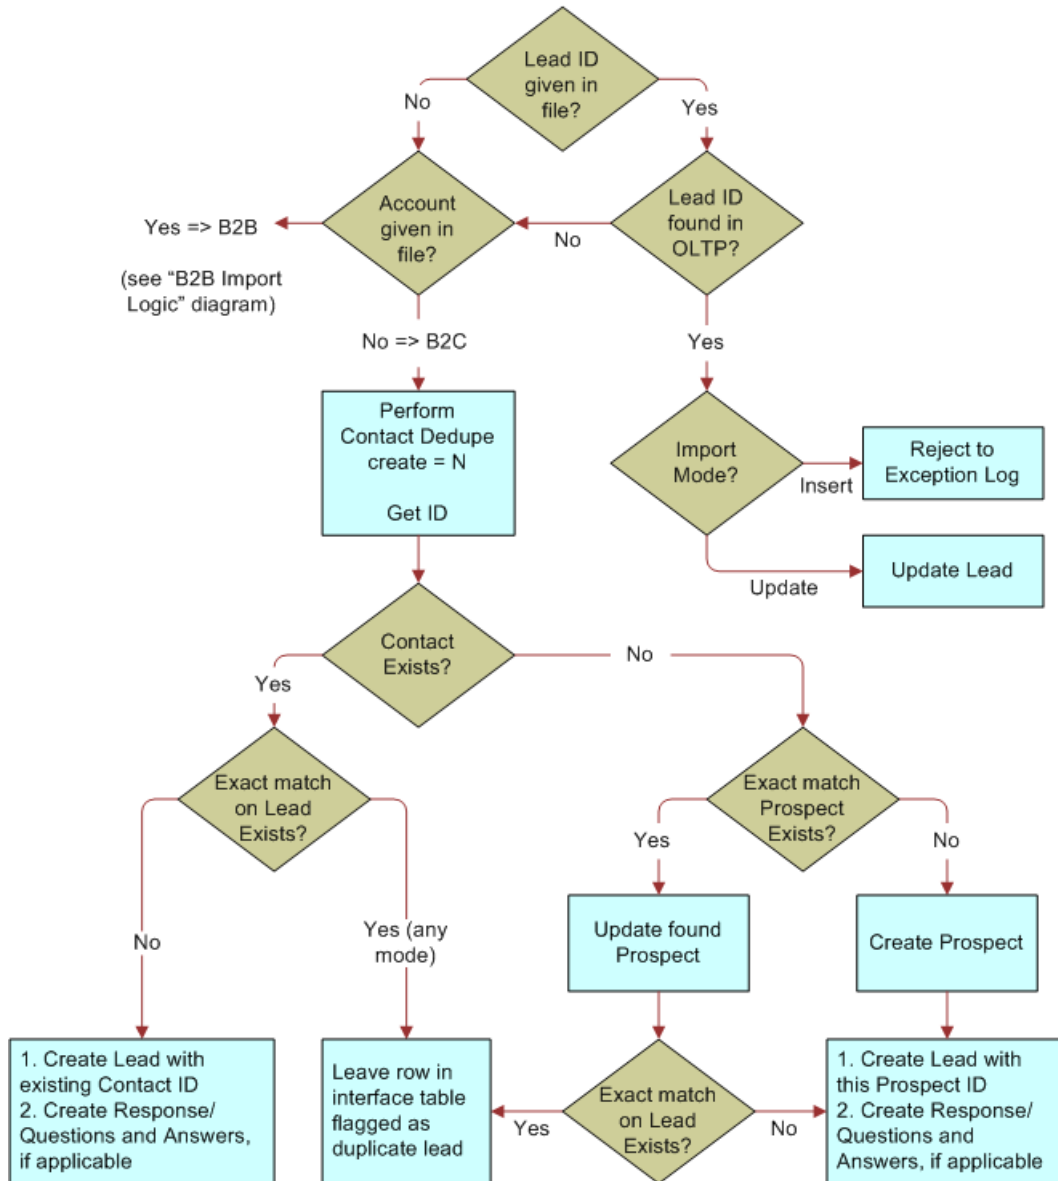 Lead ID
given in
file?
No
Yes
Account
given in
file?
Lead ID
found in
OLTP?
Yes => B2B
No
(see “B2B Import
Logic” diagram)
No => B2C
Yes
Perform
Contact Dedupe
create = N
Get ID
Import
Mode?
Insert
Reject to
Exception Log
Update
Update Lead
Contact
Exists?
Yes
No
Exact match
on Lead
Exists?
Exact match
Prospect
Exists?
Yes
No
No
Yes (any
mode)
Update found
Prospect
Create Prospect
1. Create Lead with
existing Contact ID
2. Create Response/
Questions and Answers,
if applicable
Leave row in
interface table
flagged as
duplicate lead
Yes
Exact match
on Lead
Exists?
No
1. Create Lead with
this Prospect ID
2. Create Response/
Questions and
Answers, if applicable